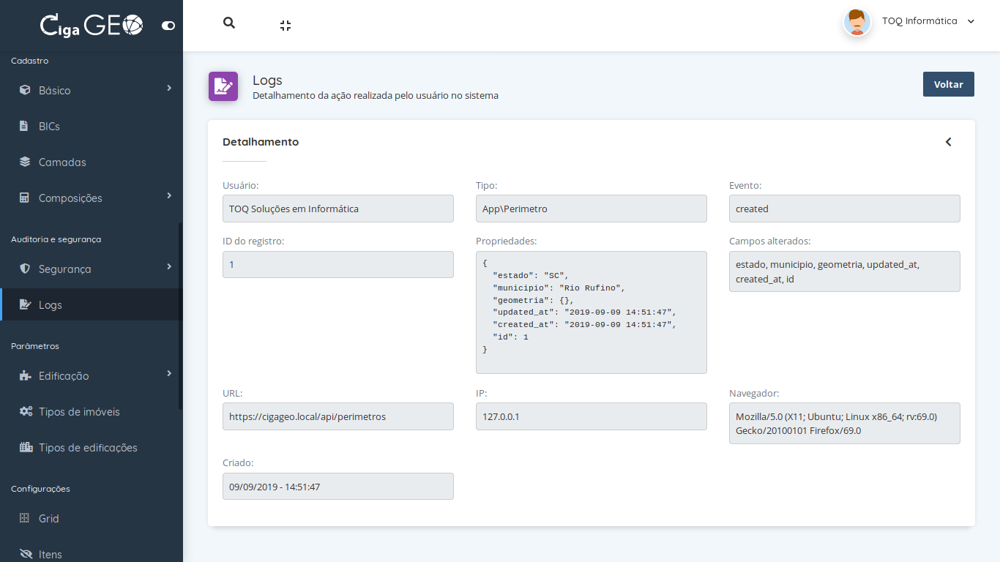 Ciga GEO
TOQ Informática
Cadastro
Básico
BICs
Camadas
Composições
Auditoria e segurança
Segurança
Logs
Parâmetros
Edificação
Tipos de imóveis
Tipos de edificações
Configurações
Grid
Itens
Logs
Detalhamento da ação realizada pelo usuário no sistema
Voltar
Detalhamento
Usuário:
TOQ Soluções em Informática
Tipo:
App\Perimetro
Evento:
created
ID do registro:
1
Propriedades:
{
  "estado": "SC",
  "municipio": "Rio Rufino",
  "geometria": {},
  "updated_at": "2019-09-09 14:51:47",
  "created_at": "2019-09-09 14:51:47",
  "id": 1
}
Campos alterados:
estado, municipio, geometria, updated_at,
created_at, id
URL:
https://cigageo.local/api/perimetros
IP:
127.0.0.1
Navegador:
Mozilla/5.0 (X11; Ubuntu; Linux x86_64; rv:69.0)
Gecko/20100101 Firefox/69.0
Criado:
09/09/2019 - 14:51:47